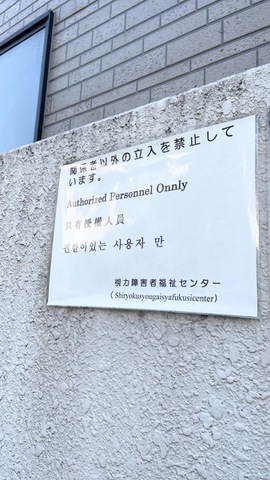 関係者以外の立入を禁止して
います。
Authorized Personnel Onnly
只有授權人員
권한이있는 사용자 만
視力障害者福祉センター
( Shiryokusyougaisyafukusicenter)